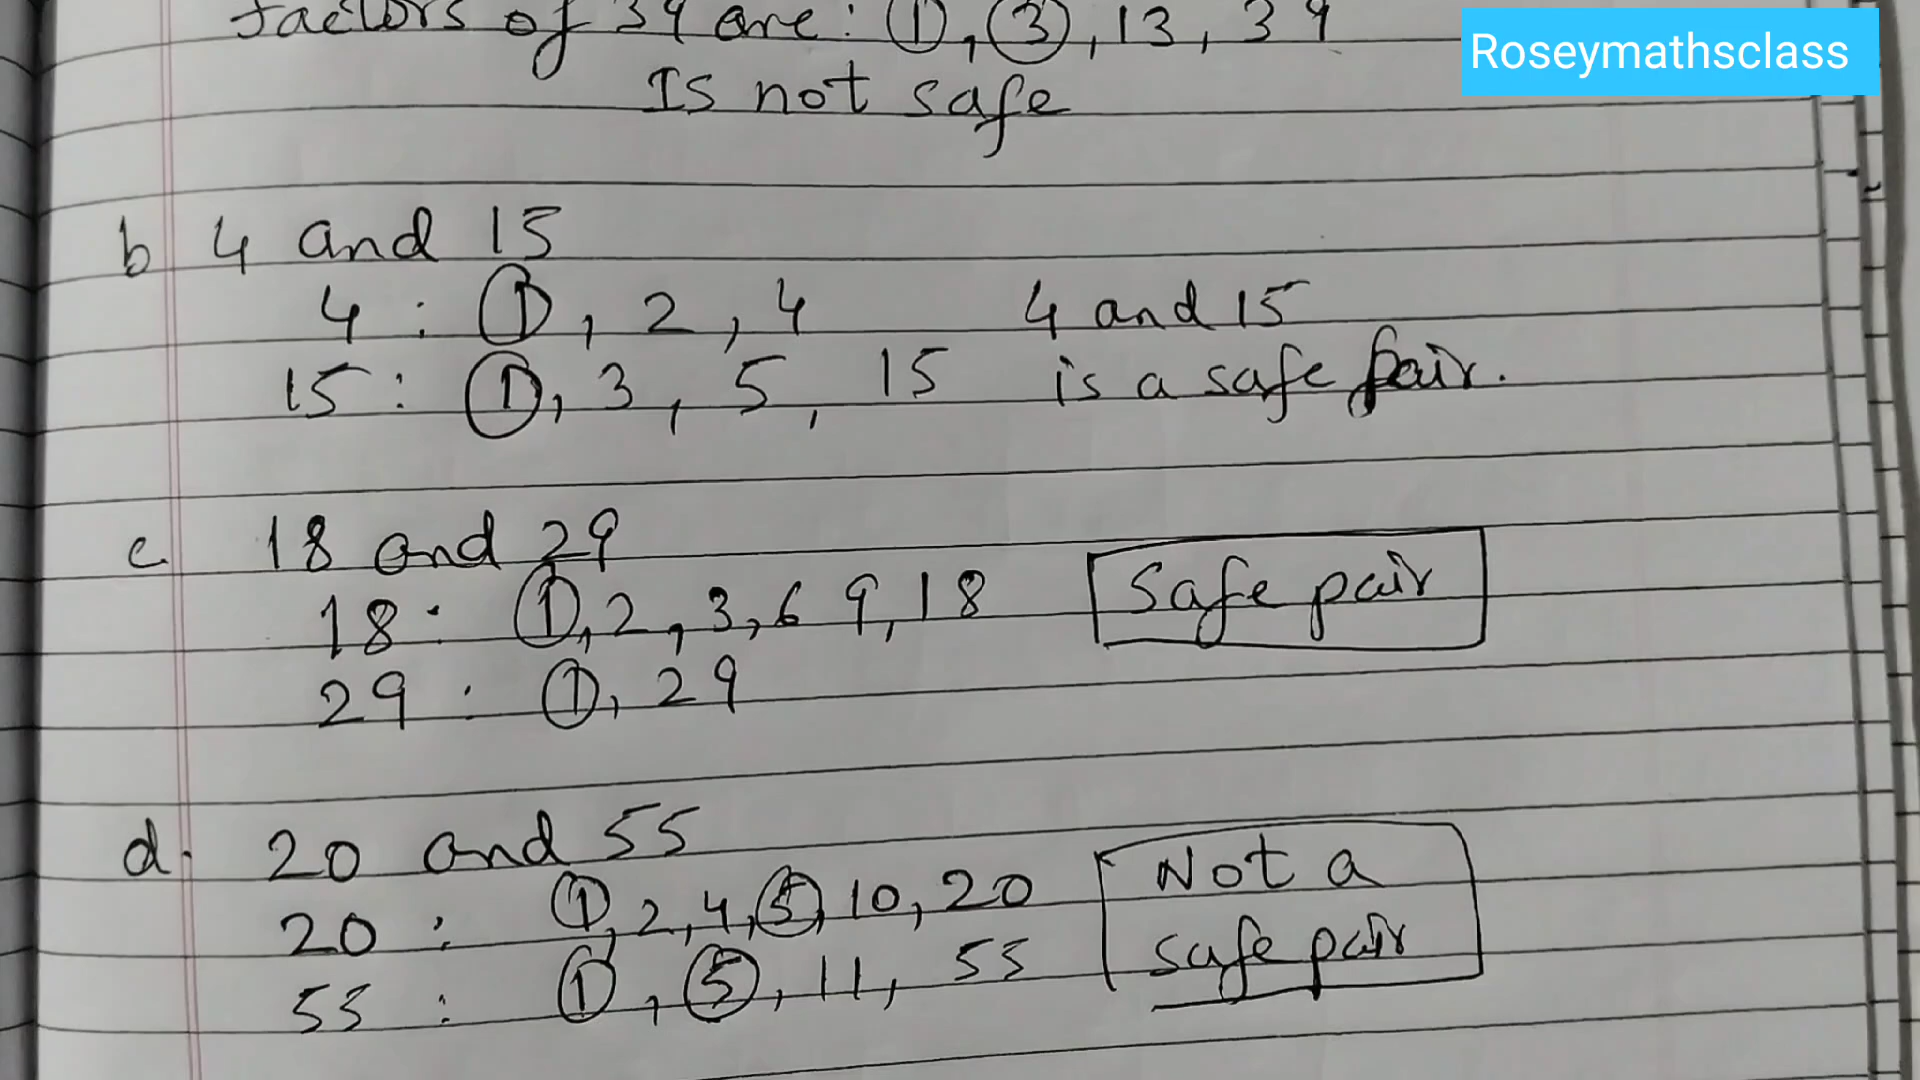 factors of 39 are : 1, 3, 13, 39
Roseymathsclass
Is not safe
b 4 and 15
4 : 1, 2, 4
4 and 15
15 : 1, 3, 5, 15
is a safe pair.
c 18 and 29
18 : 1, 2, 3, 6 9, 18
Safe pair
29 : 1, 29
d. 20 and 55
20 : 1, 2, 4, 5, 10, 20
Not a
55 : 1, 5, 11, 55
safe pair